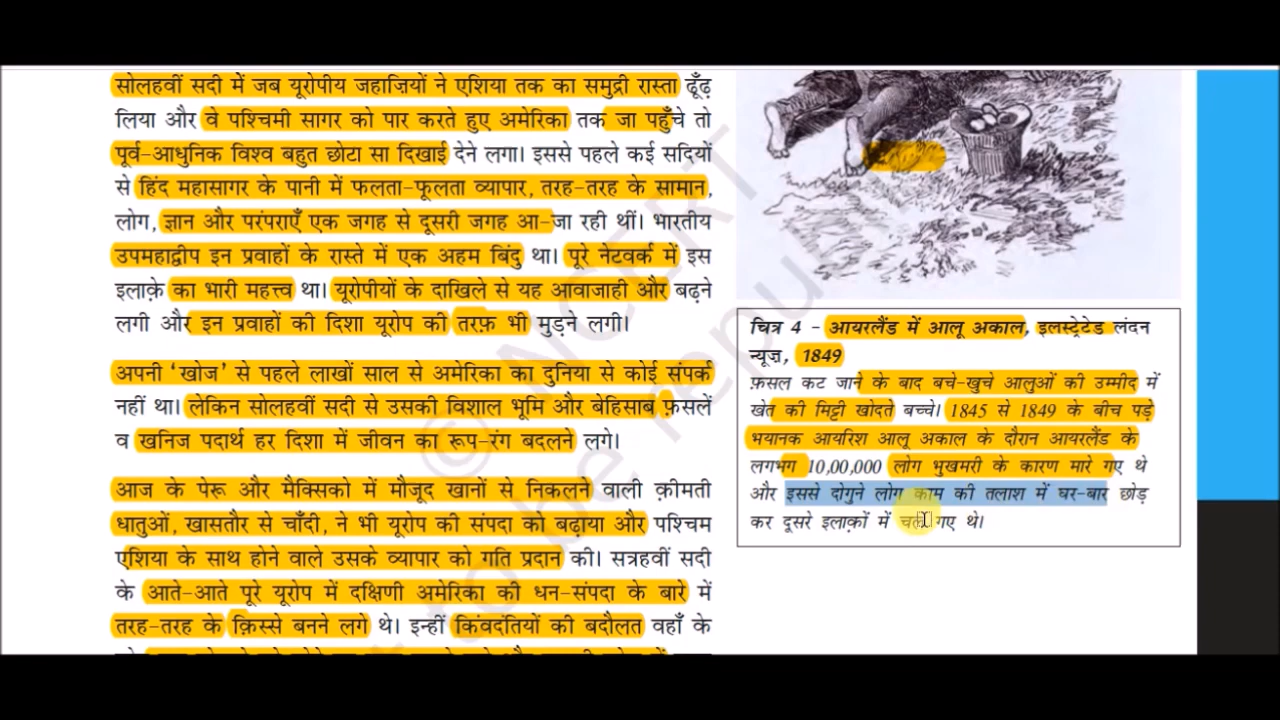 सोलहवीं सदी में जब यूरोपीय जहाज़ियों ने एशिया तक का समुद्री रास्ता ढूँढ़
लिया और वे पश्चिमी सागर को पार करते हुए अमेरिका तक जा पहुँचे तो
पूर्व-आधुनिक विश्व बहुत छोटा सा दिखाई देने लगा। इससे पहले कई सदियों
से हिंद महासागर के पानी में फलता-फूलता व्यापार, तरह-तरह के सामान,
लोग, ज्ञान और परंपराएँ एक जगह से दूसरी जगह आ-जा रही थीं। भारतीय
उपमहाद्वीप इन प्रवाहों के रास्ते में एक अहम बिंदु था। पूरे नेटवर्क में इस
इलाक़े का भारी महत्त्व था। यूरोपीयों के दाखिले से यह आवाजाही और बढ़ने
लगी और इन प्रवाहों की दिशा यूरोप की तरफ़ भी मुड़ने लगी।
अपनी ‘खोज’ से पहले लाखों साल से अमेरिका का दुनिया से कोई संपर्क
नहीं था। लेकिन सोलहवीं सदी से उसकी विशाल भूमि और बेहिसाब फ़सलें
व खनिज पदार्थ हर दिशा में जीवन का रूप-रंग बदलने लगे।
आज के पेरू और मैक्सिको में मौजूद खानों से निकलने वाली क़ीमती
धातुओं, खासतौर से चाँदी, ने भी यूरोप की संपदा को बढ़ाया और पश्चिम
एशिया के साथ होने वाले उसके व्यापार को गति प्रदान की। सत्रहवीं सदी
के आते-आते पूरे यूरोप में दक्षिणी अमेरिका की धन-संपदा के बारे में
तरह-तरह के क़िस्से बनने लगे थे। इन्हीं किंवदंतियों की बदौलत वहाँ के
चित्र 4 – आयरलैंड में आलू अकाल, इलस्ट्रेटेड लंदन
न्यूज़, 1849
फ़सल कट जाने के बाद बचे-खुचे आलुओं की उम्मीद में
खेत की मिट्टी खोदते बच्चे। 1845 से 1849 के बीच पड़े
भयानक आयरिश आलू अकाल के दौरान आयरलैंड के
लगभग 10,00,000 लोग भुखमरी के कारण मारे गए थे
और इससे दोगुने लोग काम की तलाश में घर-बार छोड़
कर दूसरे इलाक़ों में चले गए थे।
© NCERT
to be republ